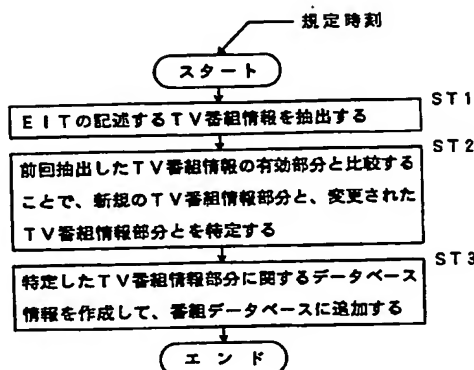 規定時刻
スタート
ST1
EITの記述するTV番組情報を抽出する
ST2
前回抽出したTV番組情報の有効部分と比較する
ことで、新規のTV番組情報部分と、変更された
TV番組情報部分とを特定する
ST3
特定したTV番組情報部分に関するデータベース
情報を作成して、番組データベースに追加する
エンド